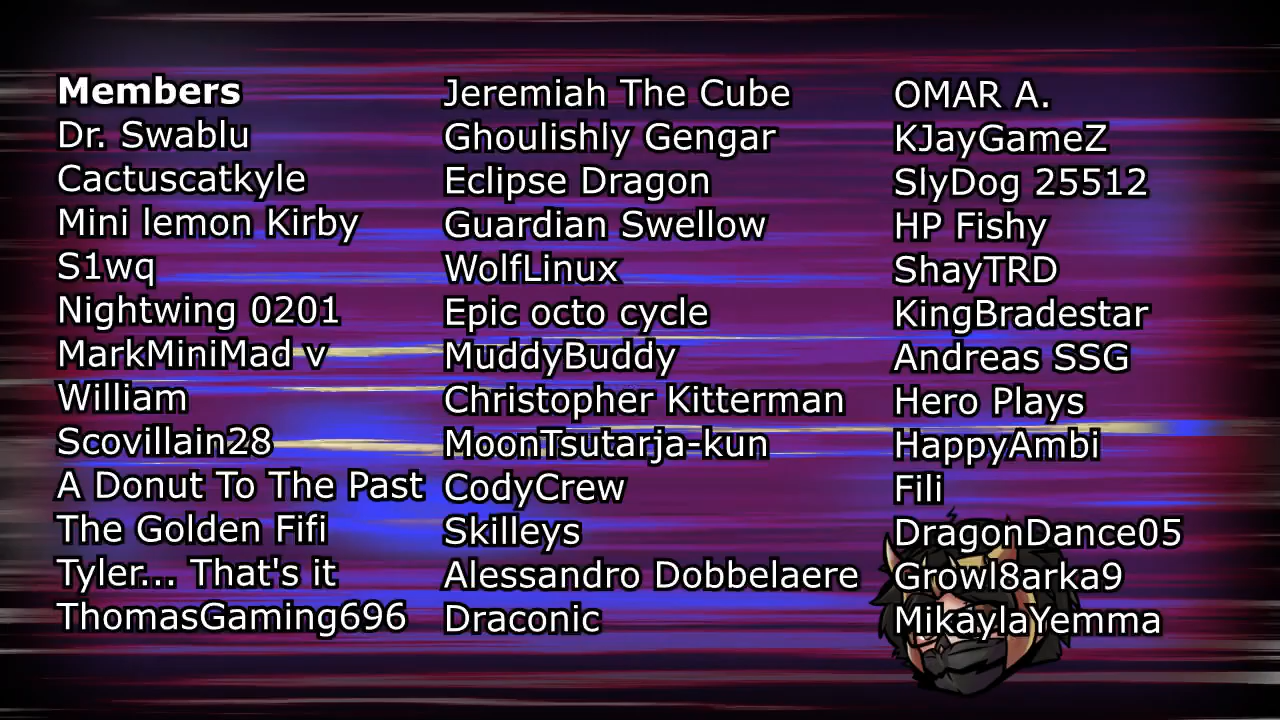 Members
Dr. Swablu
Cactuscatkyle
Mini lemon Kirby
S1wq
Nightwing 0201
MarkMiniMad v
William
Scovillain28
A Donut To The Past
The Golden Fifi
Tyler... That's it
ThomasGaming696
Jeremiah The Cube
Ghoulishly Gengar
Eclipse Dragon
Guardian Swellow
WolfLinux
Epic octo cycle
MuddyBuddy
Christopher Kitterman
MoonTsutarja-kun
CodyCrew
Skilleys
Alessandro Dobbelaere
Draconic
OMAR A.
KJayGameZ
SlyDog 25512
HP Fishy
ShayTRD
KingBradestar
Andreas SSG
Hero Plays
HappyAmbi
Fili
DragonDance05
Growl8arka9
MikaylaYemma